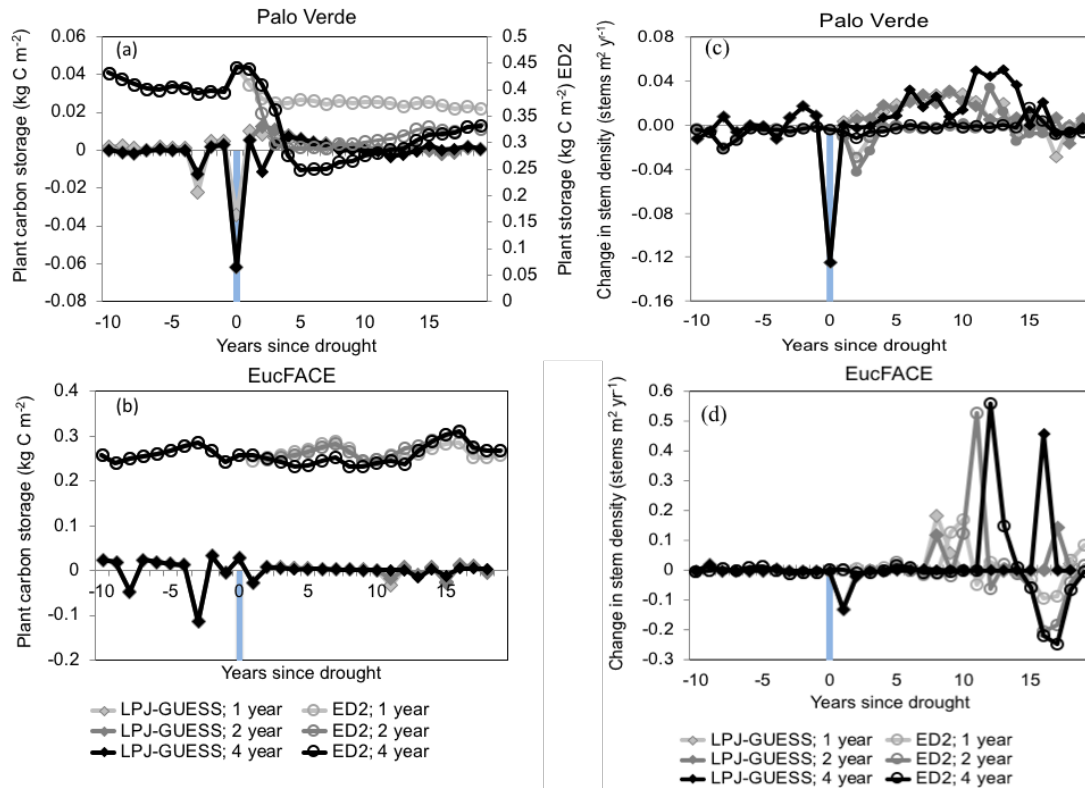 Palo Verde
(a)
Plant carbon storage (kg C m⁻²)
0.06
0.04
0.02
0
-0.02
-0.04
-0.06
-0.08
0.5
0.45
0.4
0.35
0.3
0.25
0.2
0.15
0.1
0.05
0
Plant storage (kg C m⁻²) ED2
-10 -5 0 5 10 15
Years since drought
Palo Verde
(c)
Change in stem density (stems m² yr⁻¹)
0.08
0.04
0.00
-0.04
-0.08
-0.12
-0.16
-10 -5 0 5 10 15
Years since drought
EucFACE
(b)
Plant carbon storage (kg C m⁻²)
0.4
0.3
0.2
0.1
0
-0.1
-0.2
-10 -5 0 5 10 15
Years since drought
LPJ-GUESS; 1 year ED2; 1 year
LPJ-GUESS; 2 year ED2; 2 year
LPJ-GUESS; 4 year ED2; 4 year
EucFACE
(d)
Change in stem density (stems m² yr⁻¹)
0.6
0.5
0.4
0.3
0.2
0.1
0
-0.1
-0.2
-0.3
-10 -5 0 5 10 15
Years since drought
LPJ-GUESS; 1 year ED2; 1 year
LPJ-GUESS; 2 year ED2; 2 year
LPJ-GUESS; 4 year ED2; 4 year